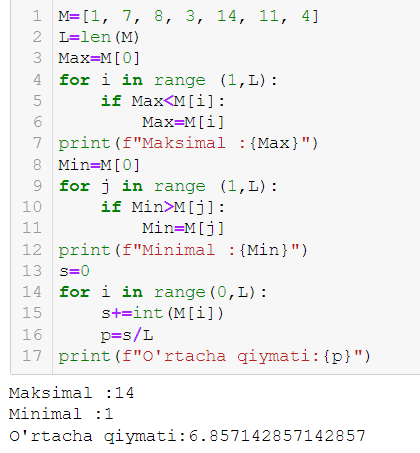 1 M=[1, 7, 8, 3, 14, 11, 4]
2 L=len(M)
3 Max=M[0]
4 for i in range (1,L):
5     if Max<M[i]:
6         Max=M[i]
7 print(f"Maksimal :{Max}")
8 Min=M[0]
9 for j in range (1,L):
10     if Min>M[j]:
11         Min=M[j]
12 print(f"Minimal :{Min}")
13 s=0
14 for i in range(0,L):
15     s+=int(M[i])
16     p=s/L
17 print(f"O'rtacha qiymati:{p}")
Maksimal :14
Minimal :1
O'rtacha qiymati:6.857142857142857